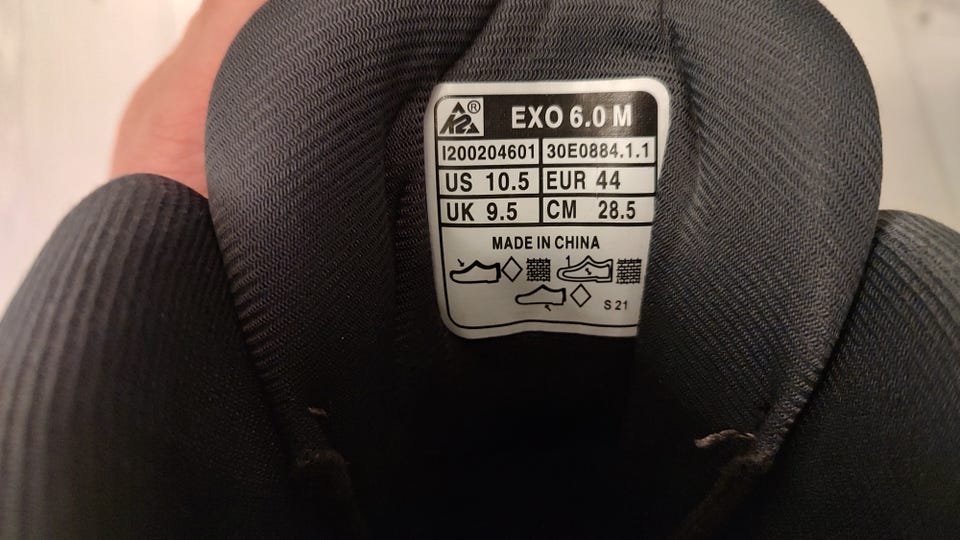 K2® EXO 6.0 M
I200204601 30E0884.1.1
US 10.5 EUR 44
UK 9.5 CM 28.5
MADE IN CHINA
S 21